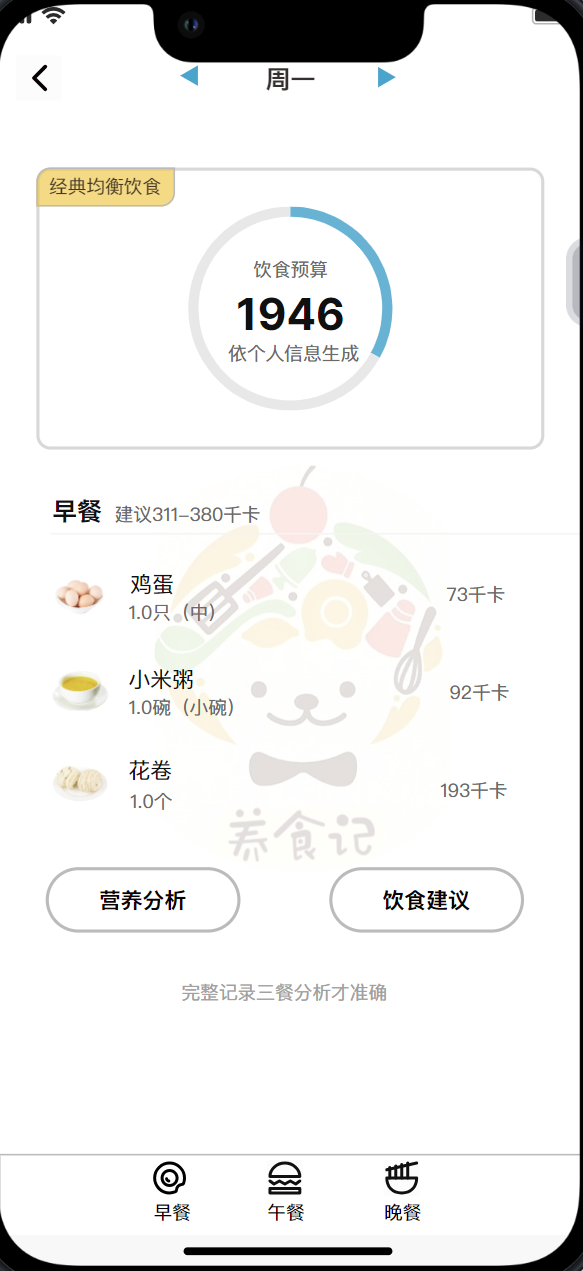 周一
经典均衡饮食
饮食预算
1946
依个人信息生成
早餐 建议311-380千卡
鸡蛋
1.0只（中） 73千卡
小米粥
1.0碗（小碗） 92千卡
花卷
1.0个 193千卡
养食记
营养分析 饮食建议
完整记录三餐分析才准确
早餐 午餐 晚餐